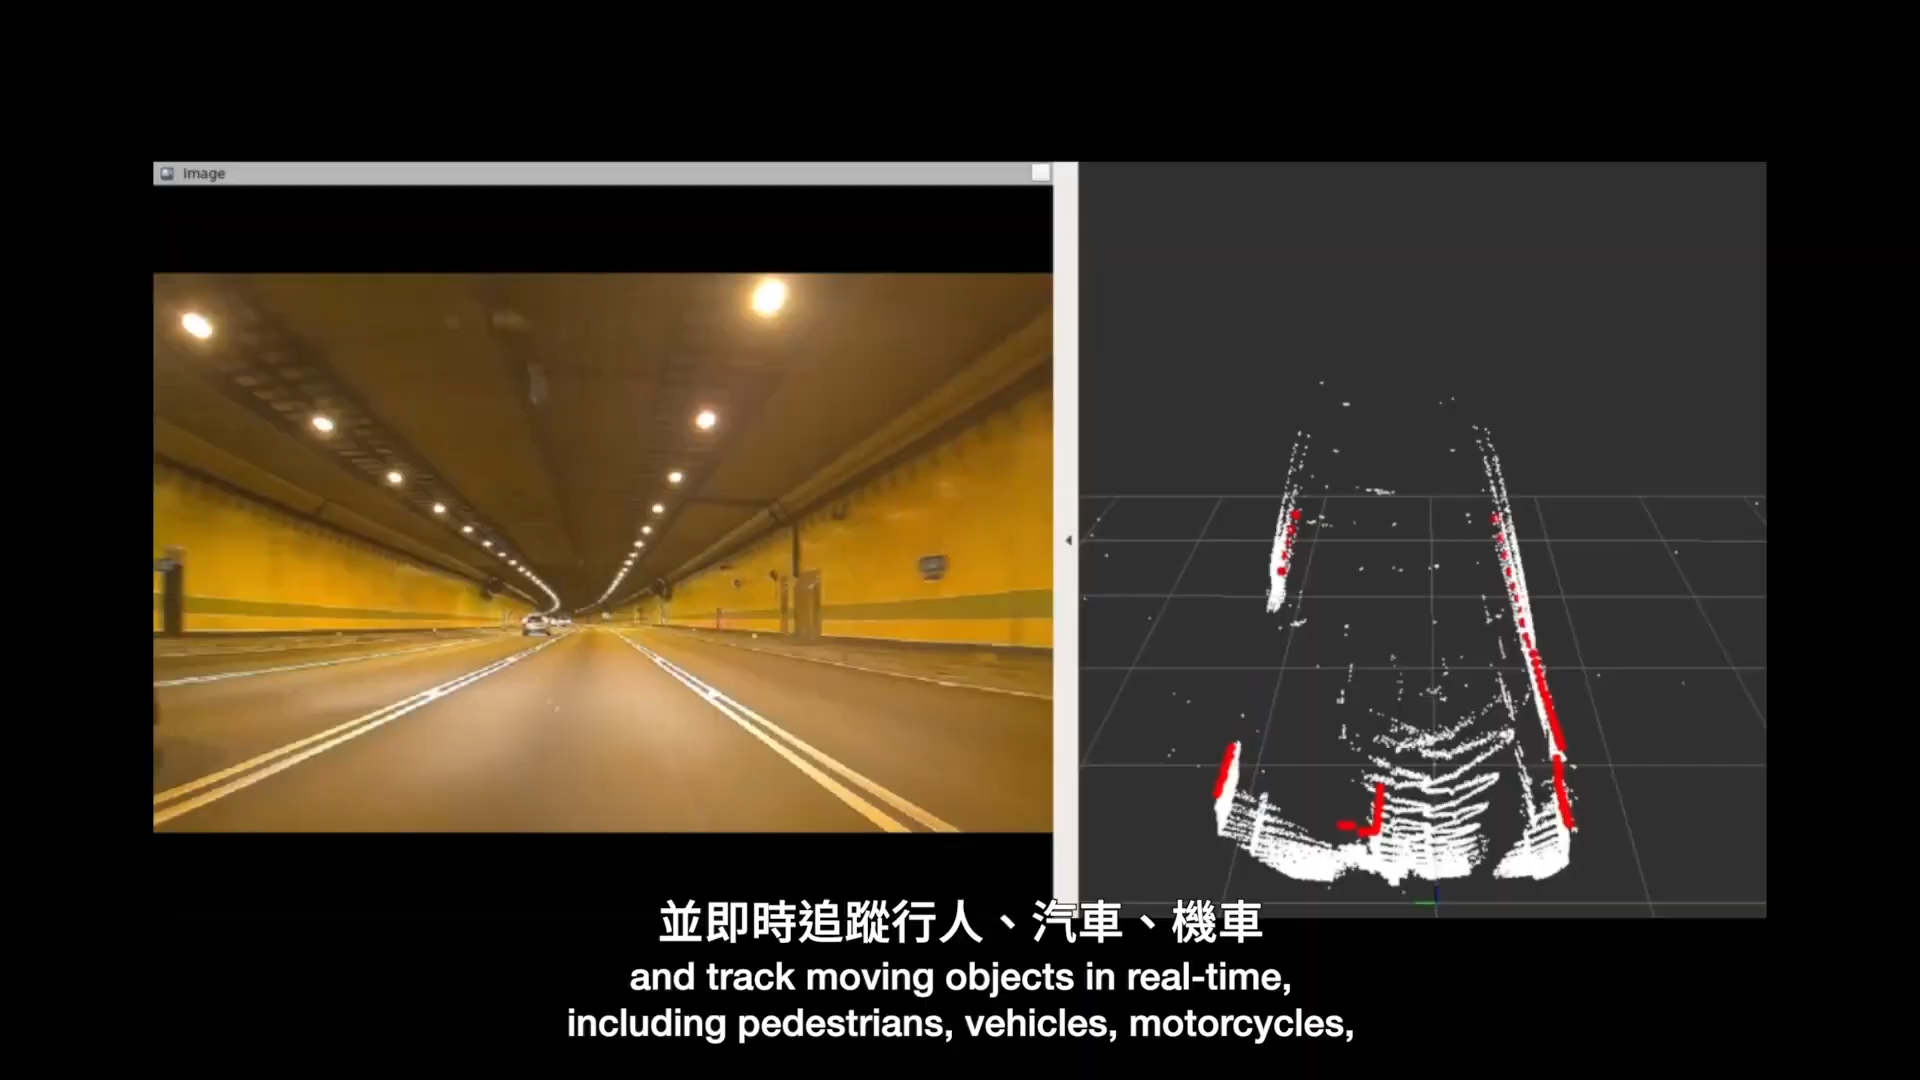 Image
並即時追蹤行人、汽車、機車
and track moving objects in real-time,
including pedestrians, vehicles, motorcycles,